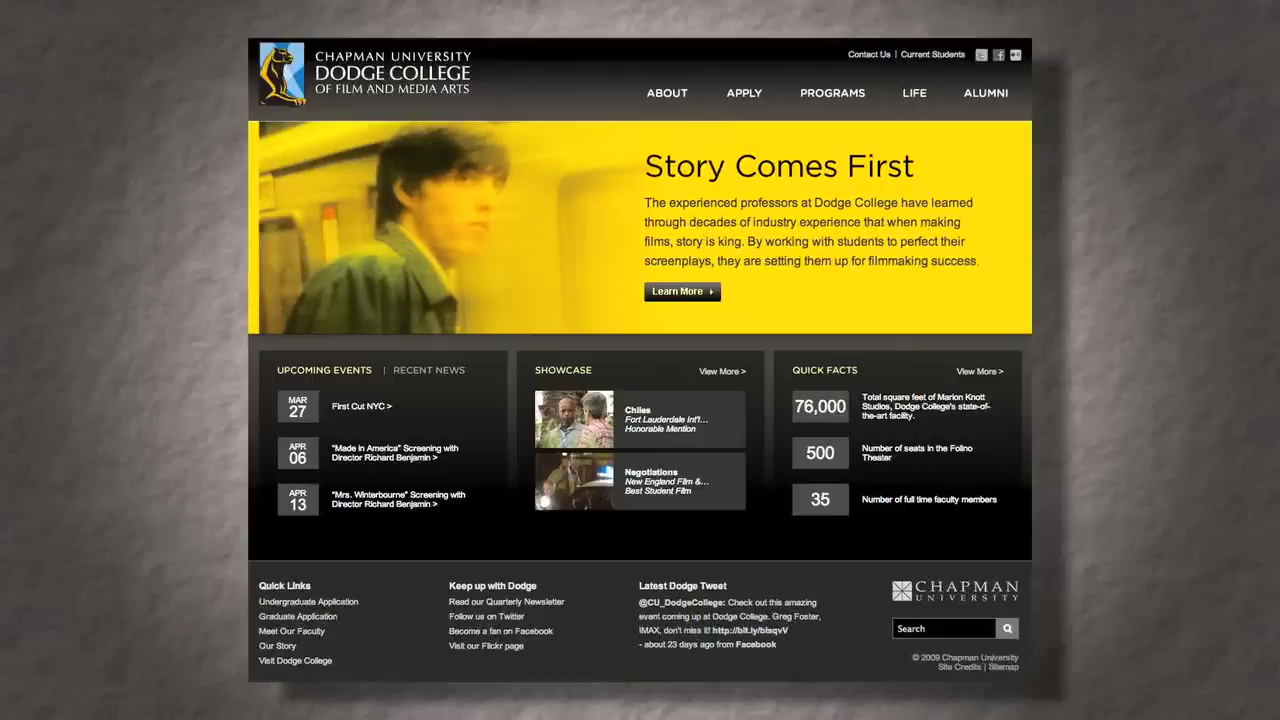 CHAPMAN UNIVERSITY
DODGE COLLEGE
OF FILM AND MEDIA ARTS
Contact Us | Current Students
ABOUT APPLY PROGRAMS LIFE ALUMNI
Story Comes First
The experienced professors at Dodge College have learned
through decades of industry experience that when making
films, story is king. By working with students to perfect their
screenplays, they are setting them up for filmmaking success.
Learn More
UPCOMING EVENTS | RECENT NEWS
MAR
27
First Cut NYC >
APR
06
"Made in America" Screening with
Director Richard Benjamin >
APR
13
"Mrs. Winterbourne" Screening with
Director Richard Benjamin >
SHOWCASE View More >
Chiles
Fort Lauderdale Int'l...
Honorable Mention
Negotiations
New England Film &...
Best Student Film
QUICK FACTS View More >
76,000
Total square feet of Marion Knott
Studios, Dodge College's state-of-
the-art facility.
500
Number of seats in the Folino
Theater
35
Number of full time faculty members
Quick Links
Undergraduate Application
Graduate Application
Meet Our Faculty
Our Story
Visit Dodge College
Keep up with Dodge
Read our Quarterly Newsletter
Follow us on Twitter
Become a fan on Facebook
Visit our Flickr page
Latest Dodge Tweet
@CU_DodgeCollege: Check out this amazing
event coming up at Dodge College. Greg Foster,
IMAX, don't miss it! http://bit.ly/blsqvV
- about 23 days ago from Facebook
CHAPMAN
UNIVERSITY
Search
© 2009 Chapman University
Site Credits | Sitemap